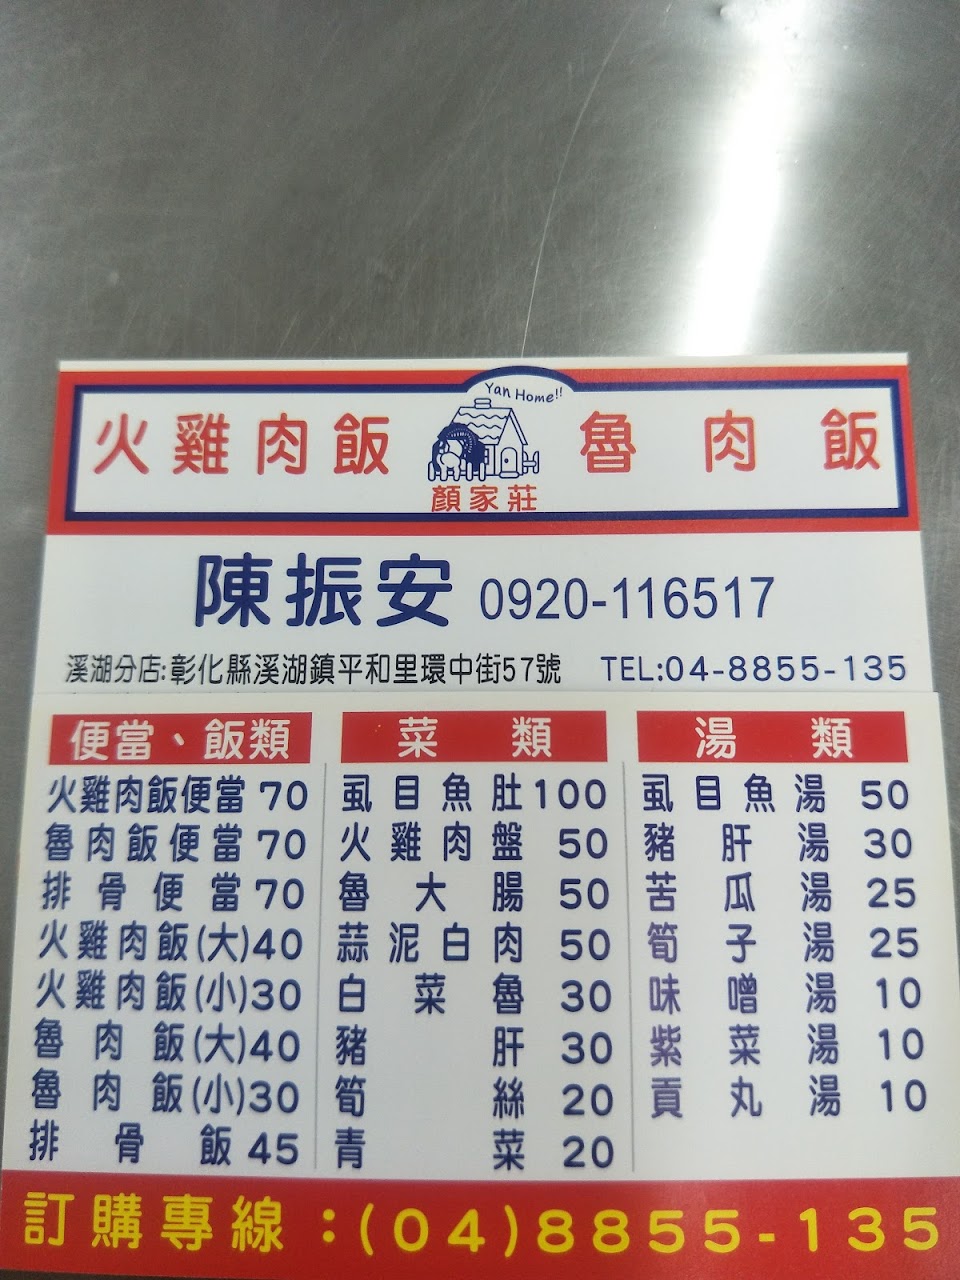 Yan Home!!
火雞肉飯 魯肉飯
顏家莊
陳振安 0920-116517
溪湖分店:彰化縣溪湖鎮平和里環中街57號 TEL:04-8855-135
便當、飯類
火雞肉飯便當 70
魯肉飯便當 70
排骨便當 70
火雞肉飯(大)40
火雞肉飯(小)30
魯肉飯(大)40
魯肉飯(小)30
排骨飯 45
菜類
虱目魚肚100
火雞肉盤 50
魯大腸 50
蒜泥白肉 50
白菜魯 30
豬肝 30
筍絲 20
青菜 20
湯類
虱目魚湯 50
豬肝湯 30
苦瓜湯 25
筍子湯 25
味噌湯 10
紫菜湯 10
貢丸湯 10
訂購專線：(04)8855-135